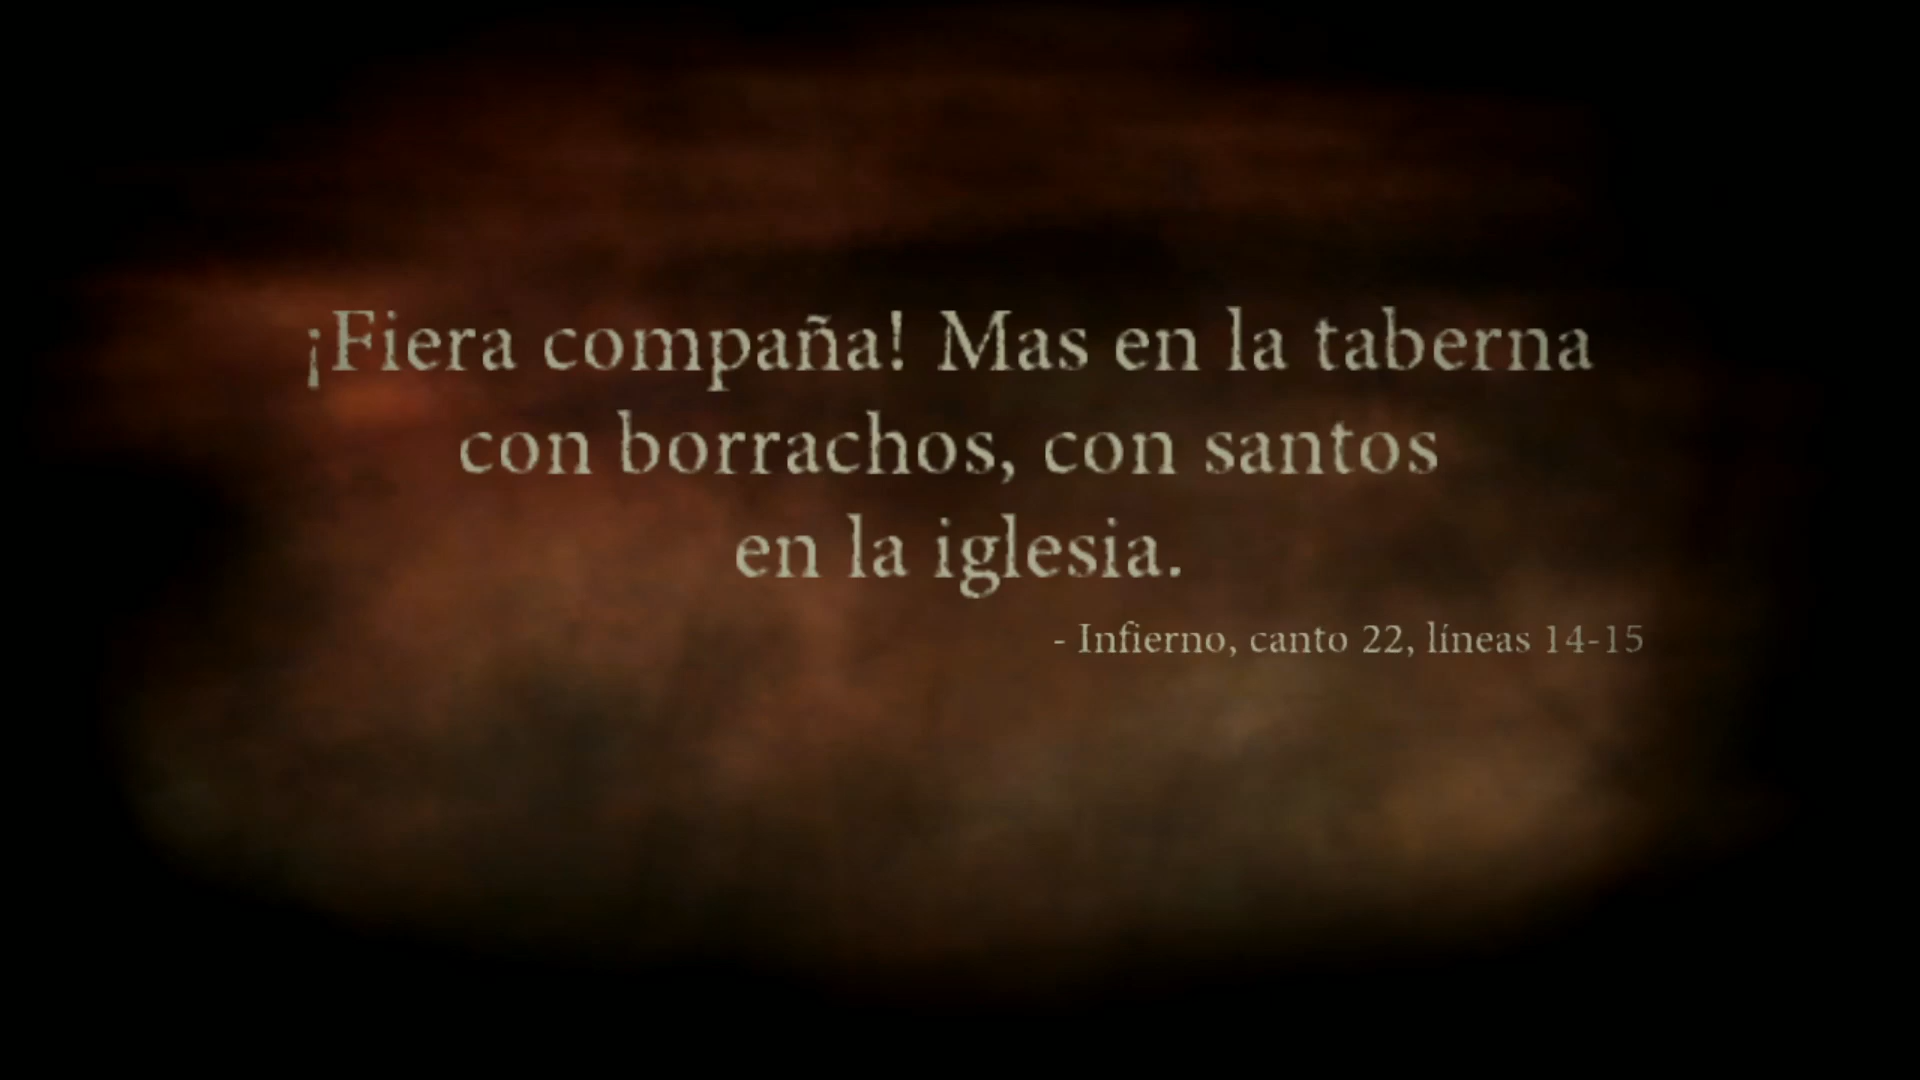 ¡Fiera compaña! Mas en la taberna
con borrachos, con santos
en la iglesia.
- Infierno, canto 22, líneas 14-15